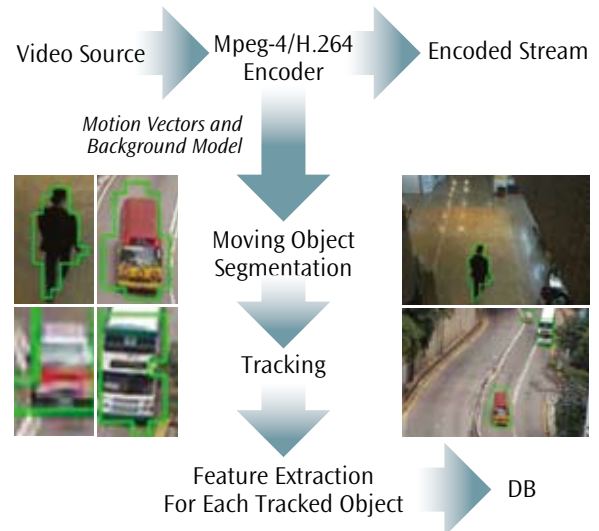 Video Source
Mpeg-4/H.264
Encoder
Encoded Stream
Motion Vectors and
Background Model
Moving Object
Segmentation
Tracking
Feature Extraction
For Each Tracked Object
DB